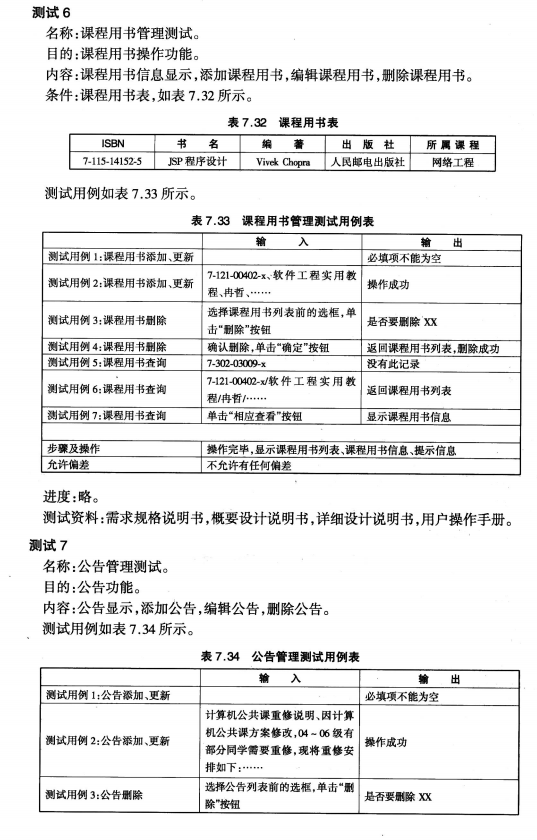 测试 6
名称:课程用书管理测试。
目的:课程用书操作功能。
内容:课程用书信息显示,添加课程用书,编辑课程用书,删除课程用书。
条件:课程用书表,如表 7.32 所示。
表 7.32 课程用书表
ISBN 书 名 编 著 出 版 社 所 属 课 程
7-115-14152-5 JSP 程序设计 Vivek Chopra 人民邮电出版社 网络工程
测试用例如表 7.33 所示。
表 7.33 课程用书管理测试用例表
输 入 输 出
测试用例 1:课程用书添加、更新 必填项不能为空
测试用例 2:课程用书添加、更新 7-121-00402-x、软件工程实用教
程、冉哲、…… 操作成功
测试用例 3:课程用书删除 选择课程用书列表前的选框,单
击“删除”按钮 是否要删除 XX
测试用例 4:课程用书删除 确认删除,单击“确定”按钮 返回课程用书列表,删除成功
测试用例 5:课程用书查询 7-302-03009-x 没有此记录
测试用例 6:课程用书查询 7-121-00402-x/软件工程实用教
程/冉哲/…… 返回课程用书列表
测试用例 7:课程用书查询 单击“相应查看”按钮 显示课程用书信息
步骤及操作 操作完毕,显示课程用书列表、课程用书信息、提示信息
允许偏差 不允许有任何偏差
进度:略。
测试资料:需求规格说明书,概要设计说明书,详细设计说明书,用户操作手册。
测试 7
名称:公告管理测试。
目的:公告功能。
内容:公告显示,添加公告,编辑公告,删除公告。
测试用例如表 7.34 所示。
表 7.34 公告管理测试用例表
输 入 输 出
测试用例 1:公告添加、更新 必填项不能为空
测试用例 2:公告添加、更新 计算机公共课重修说明、因计算
机公共课方案修改,04～06 级有
部分同学需要重修,现将重修安
排如下:…… 操作成功
测试用例 3:公告删除 选择公告列表前的选框,单击“删
除”按钮 是否要删除 XX